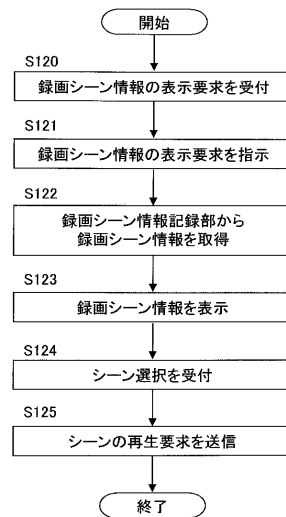 開始
S120
録画シーン情報の表示要求を受付
S121
録画シーン情報の表示要求を指示
S122
録画シーン情報記録部から
録画シーン情報を取得
S123
録画シーン情報を表示
S124
シーン選択を受付
S125
シーンの再生要求を送信
終了